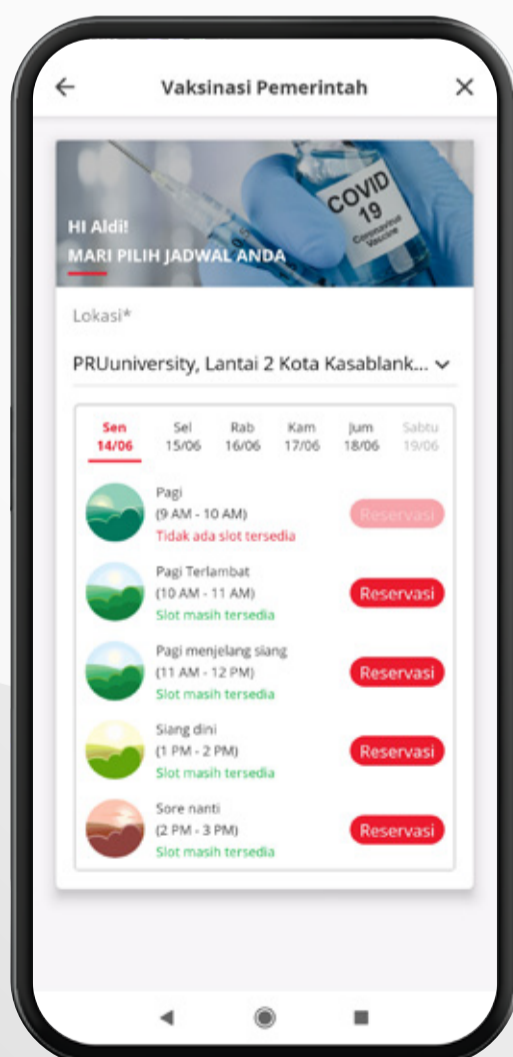 Vaksinasi Pemerintah
COVID
19
Coronavirus
Vaccine
HI Aldi!
MARI PILIH JADWAL ANDA
Lokasi*
PRUuniversity, Lantai 2 Kota Kasablank...
Sen Sel Rab Kam Jum Sabtu
14/06 15/06 16/06 17/06 18/06 19/06
Pagi
(9 AM - 10 AM) Reservasi
Tidak ada slot tersedia
Pagi Terlambat
(10 AM - 11 AM) Reservasi
Slot masih tersedia
Pagi menjelang siang
(11 AM - 12 PM) Reservasi
Slot masih tersedia
Siang dini
(1 PM - 2 PM) Reservasi
Slot masih tersedia
Sore nanti
(2 PM - 3 PM) Reservasi
Slot masih tersedia